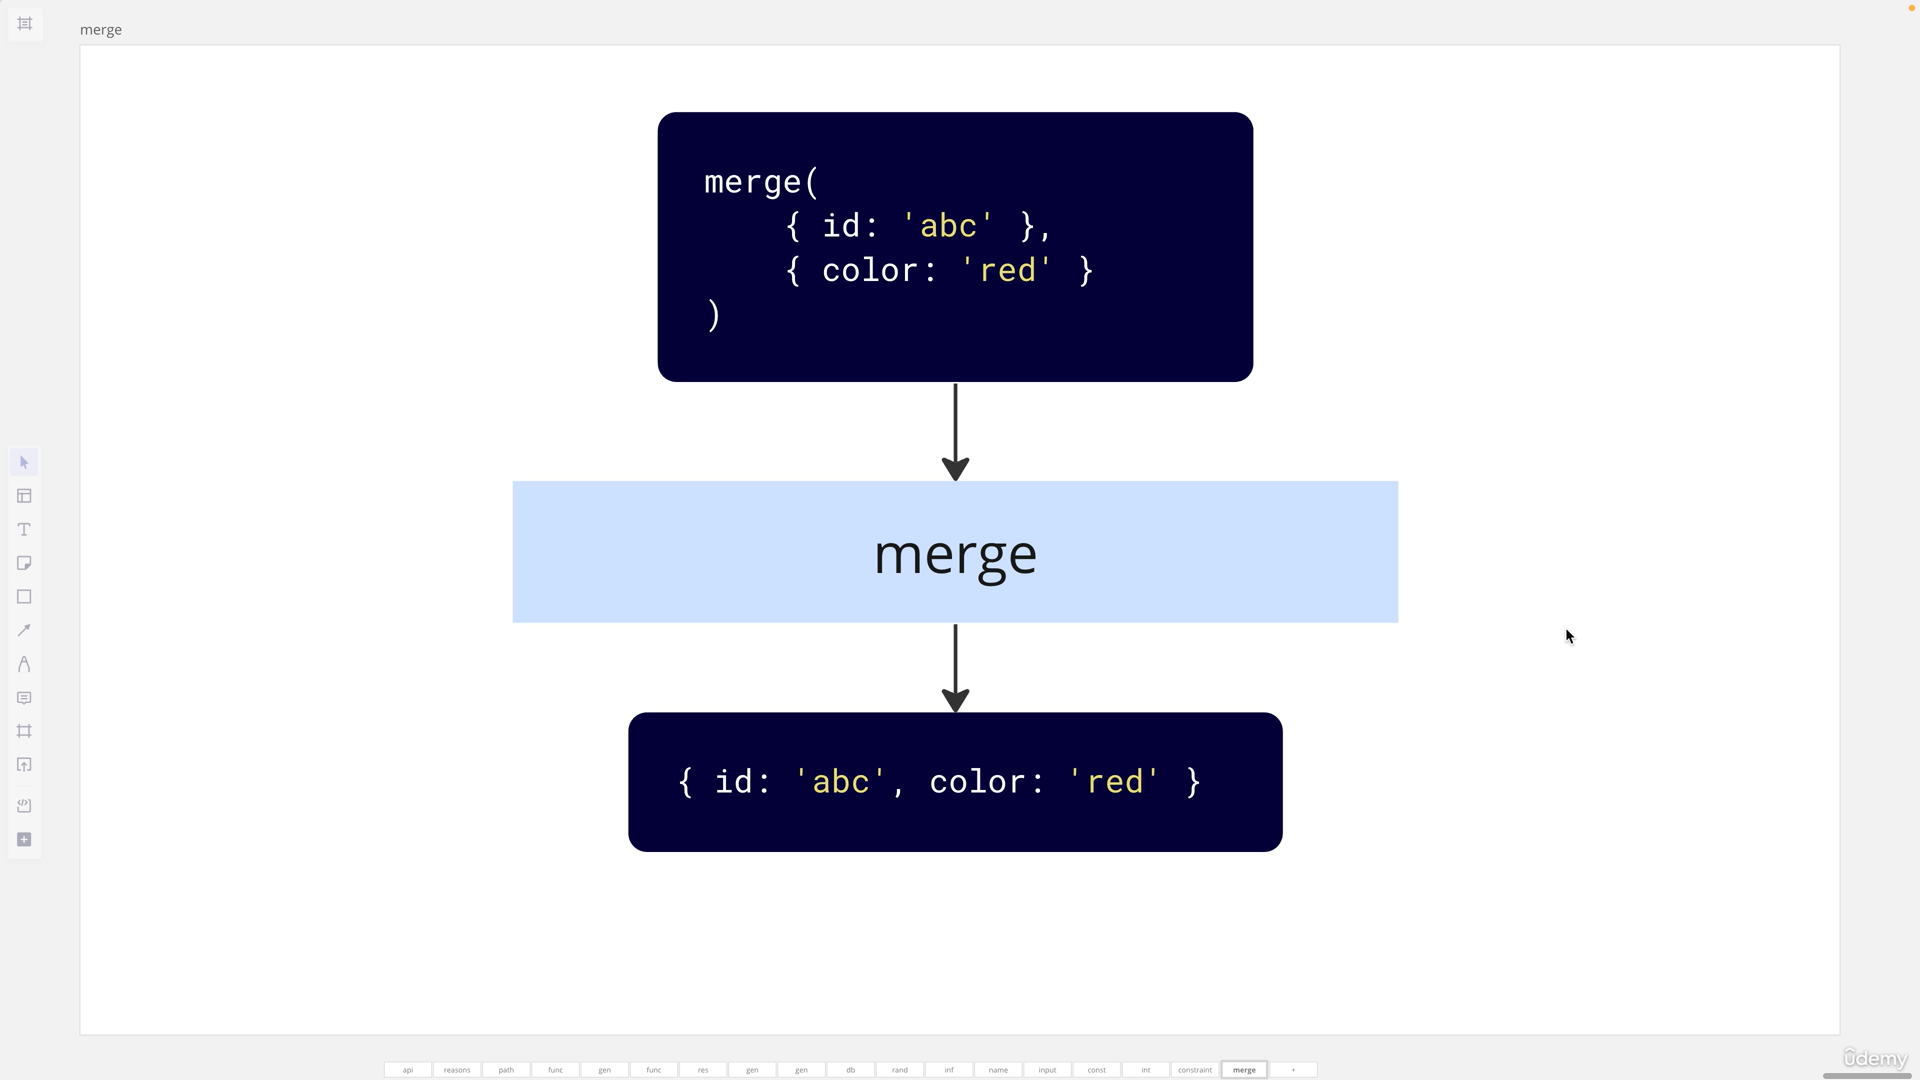 merge
merge(
{ id: 'abc' },
{ color: 'red' }
)
merge
{ id: 'abc', color: 'red' }
api reasons path func gen func res gen gen db rand inf name input const int constraint merge +
ûdemy